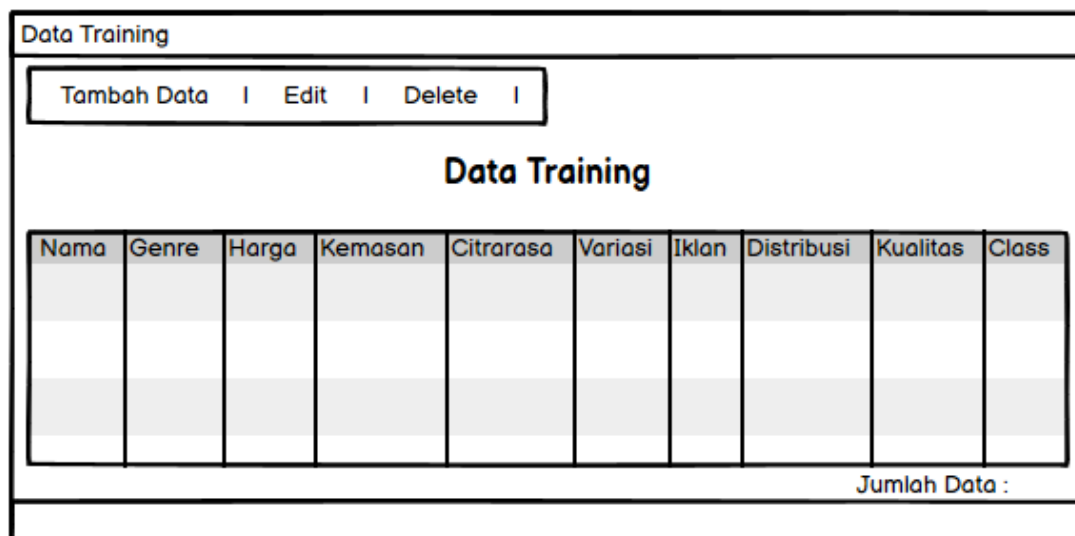 Data Training
Tambah Data | Edit | Delete |
Data Training
Nama Genre Harga Kemasan Citrarasa Variasi Iklan Distribusi Kualitas Class
Jumlah Data :